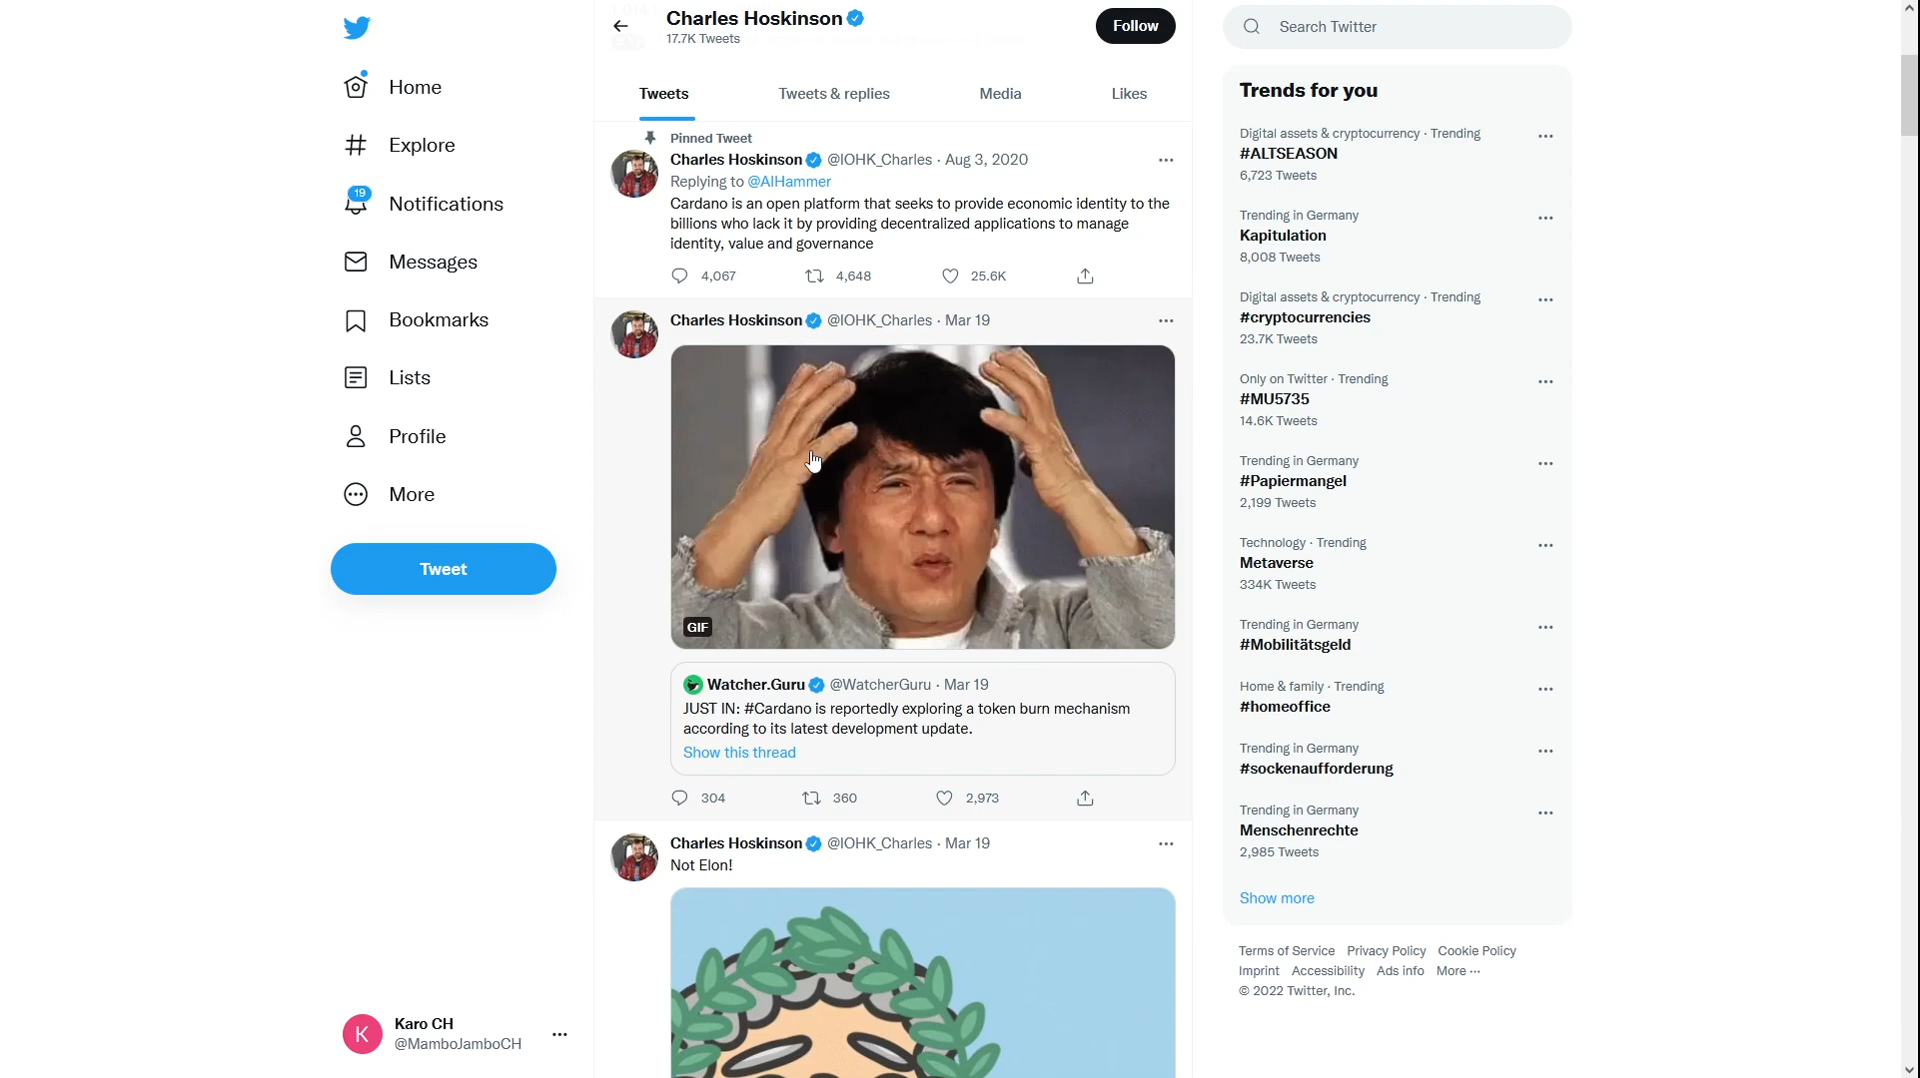 Home
Explore
19
Notifications
Messages
Bookmarks
Lists
Profile
More
Tweet
K
Karo CH
@MamboJamboCH
Charles Hoskinson
17.7K Tweets
Follow
Tweets
Tweets & replies
Media
Likes
Pinned Tweet
Charles Hoskinson @IOHK_Charles · Aug 3, 2020
Replying to @AlHammer
Cardano is an open platform that seeks to provide economic identity to the
billions who lack it by providing decentralized applications to manage
identity, value and governance
4,067
4,648
25.6K
Charles Hoskinson @IOHK_Charles · Mar 19
GIF
Watcher.Guru @WatcherGuru · Mar 19
JUST IN: #Cardano is reportedly exploring a token burn mechanism
according to its latest development update.
Show this thread
304
360
2,973
Charles Hoskinson @IOHK_Charles · Mar 19
Not Elon!
Search Twitter
Trends for you
Digital assets & cryptocurrency · Trending
#ALTSEASON
6,723 Tweets
Trending in Germany
Kapitulation
8,008 Tweets
Digital assets & cryptocurrency · Trending
#cryptocurrencies
23.7K Tweets
Only on Twitter · Trending
#MU5735
14.6K Tweets
Trending in Germany
#Papiermangel
2,199 Tweets
Technology · Trending
Metaverse
334K Tweets
Trending in Germany
#Mobilitätsgeld
Home & family · Trending
#homeoffice
Trending in Germany
#sockenaufforderung
Trending in Germany
Menschenrechte
2,985 Tweets
Show more
Terms of Service Privacy Policy Cookie Policy
Imprint Accessibility Ads info More ···
© 2022 Twitter, Inc.